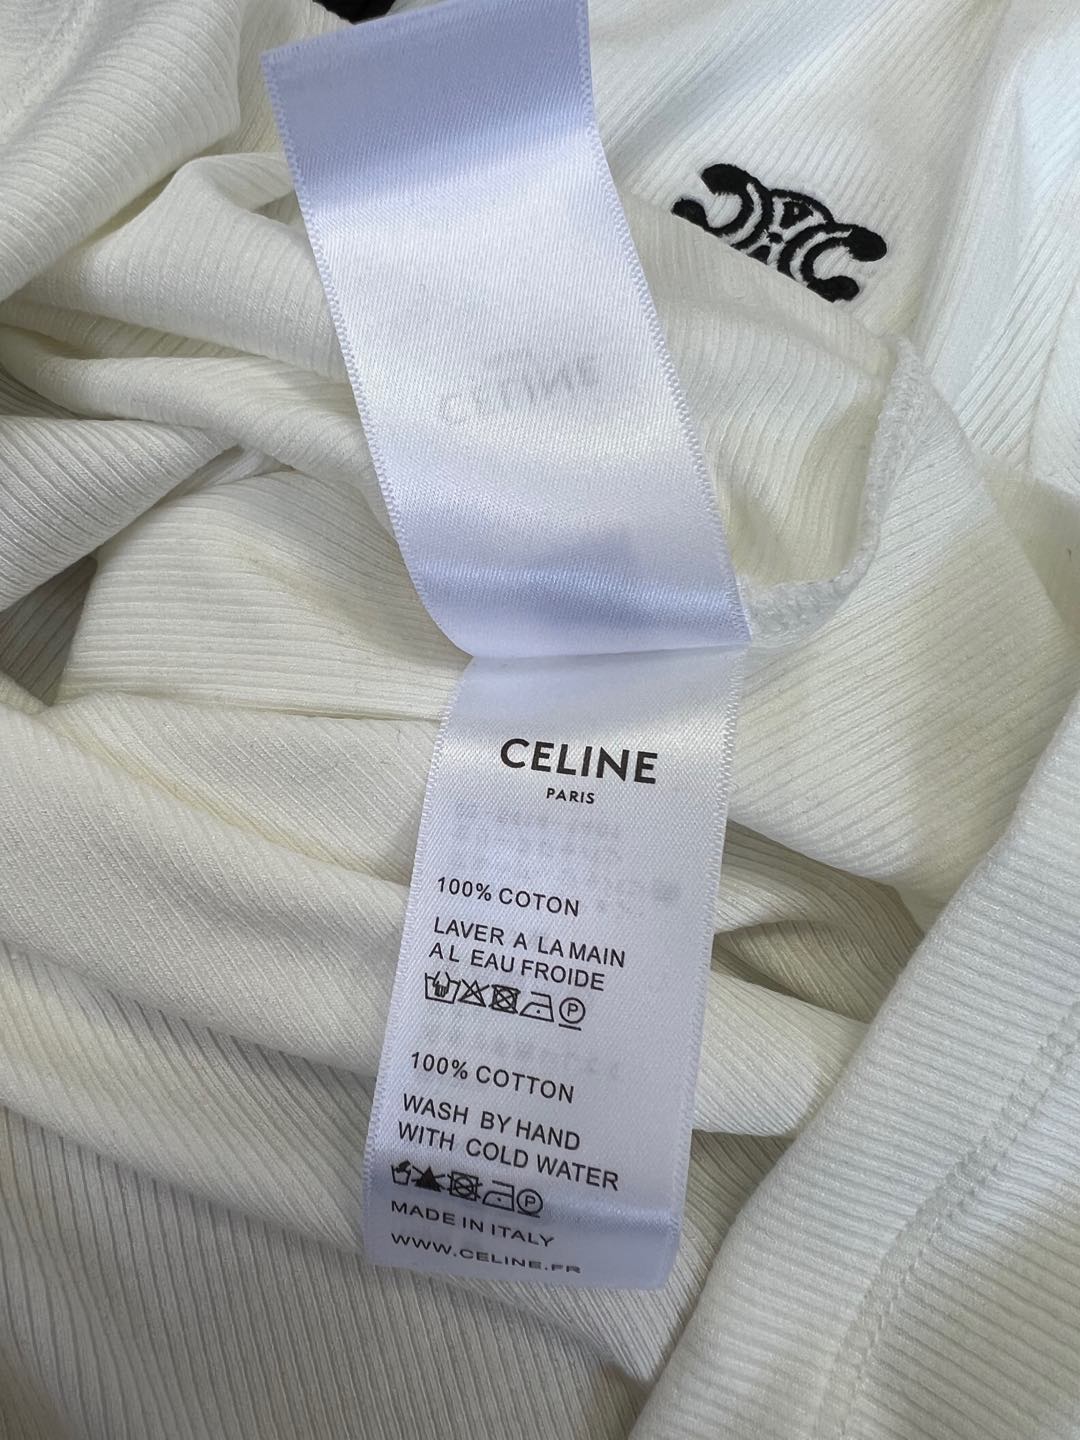 CELINE
CELINE
PARIS
100% COTON
LAVER A LA MAIN
A L EAU FROIDE
P
100% COTTON
WASH BY HAND
WITH COLD WATER
P
MADE IN ITALY
WWW.CELINE.FR